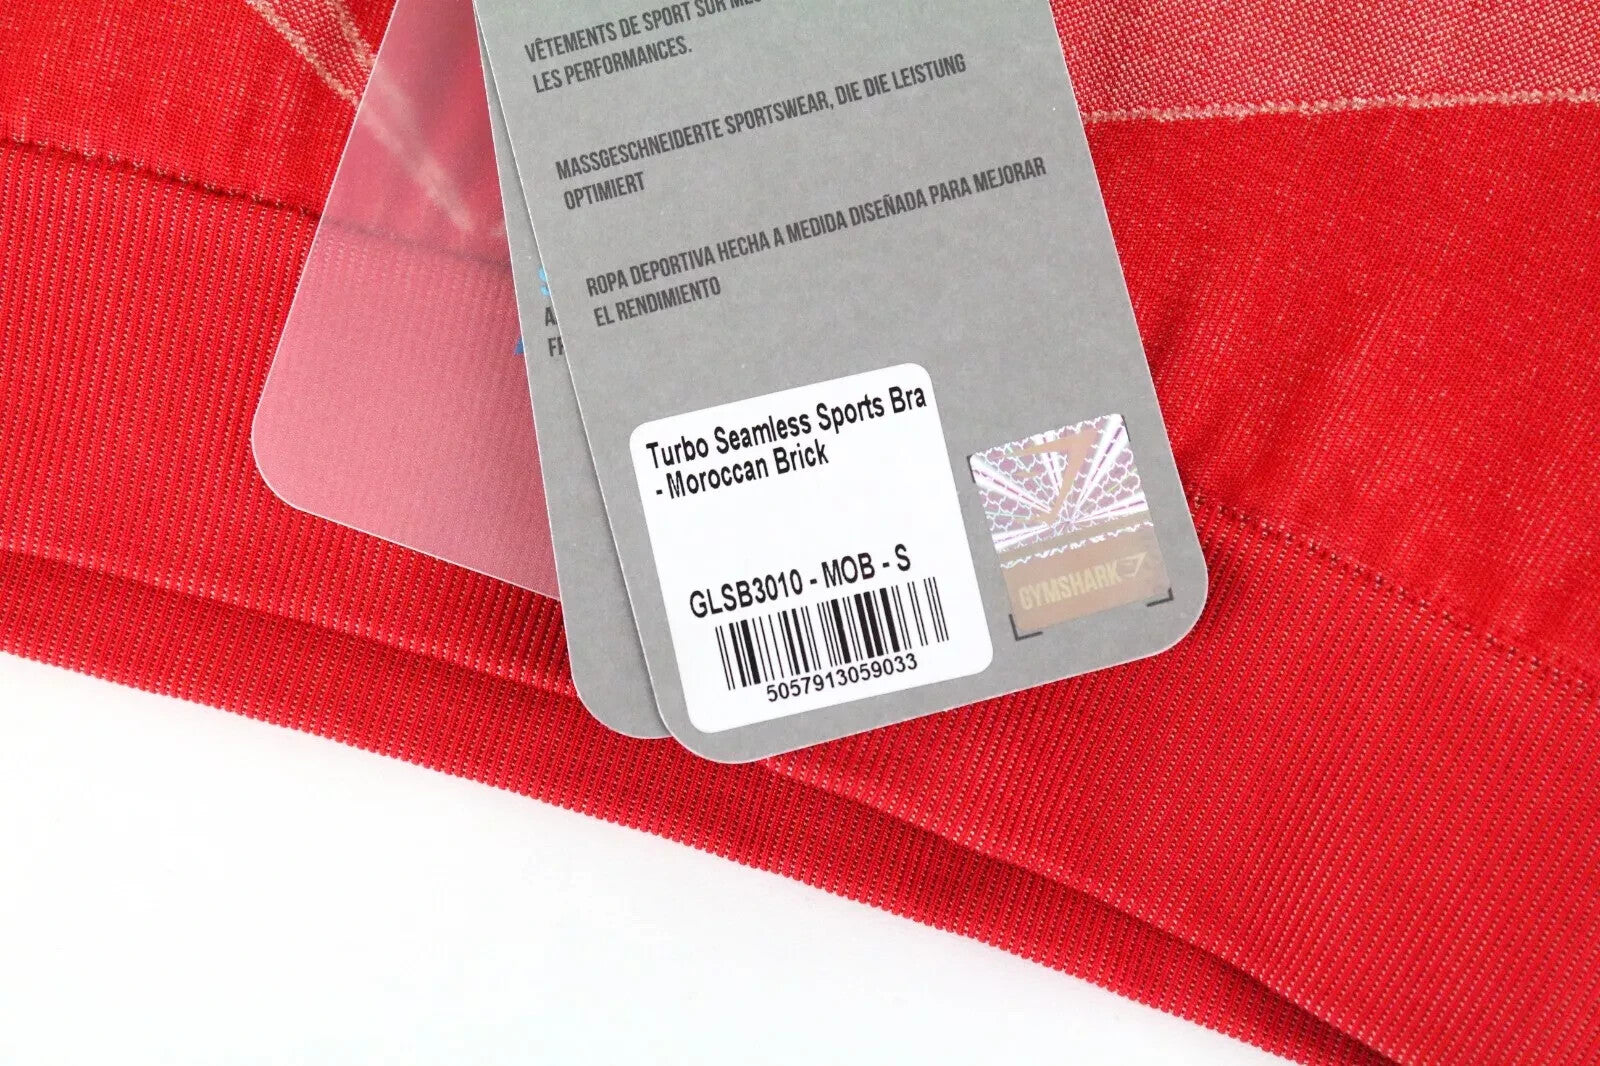 VÊTEMENTS DE SPORT SUR
LES PERFORMANCES.
MASSGESCHNEIDERTE SPORTSWEAR, DIE DIE LEISTUNG
OPTIMIERT
ROPA DEPORTIVA HECHA A MEDIDA DISEÑADA PARA MEJORAR
EL RENDIMIENTO
Turbo Seamless Sports Bra
- Moroccan Brick
GLSB3010 - MOB - S
5057913059033
GYMSHARK